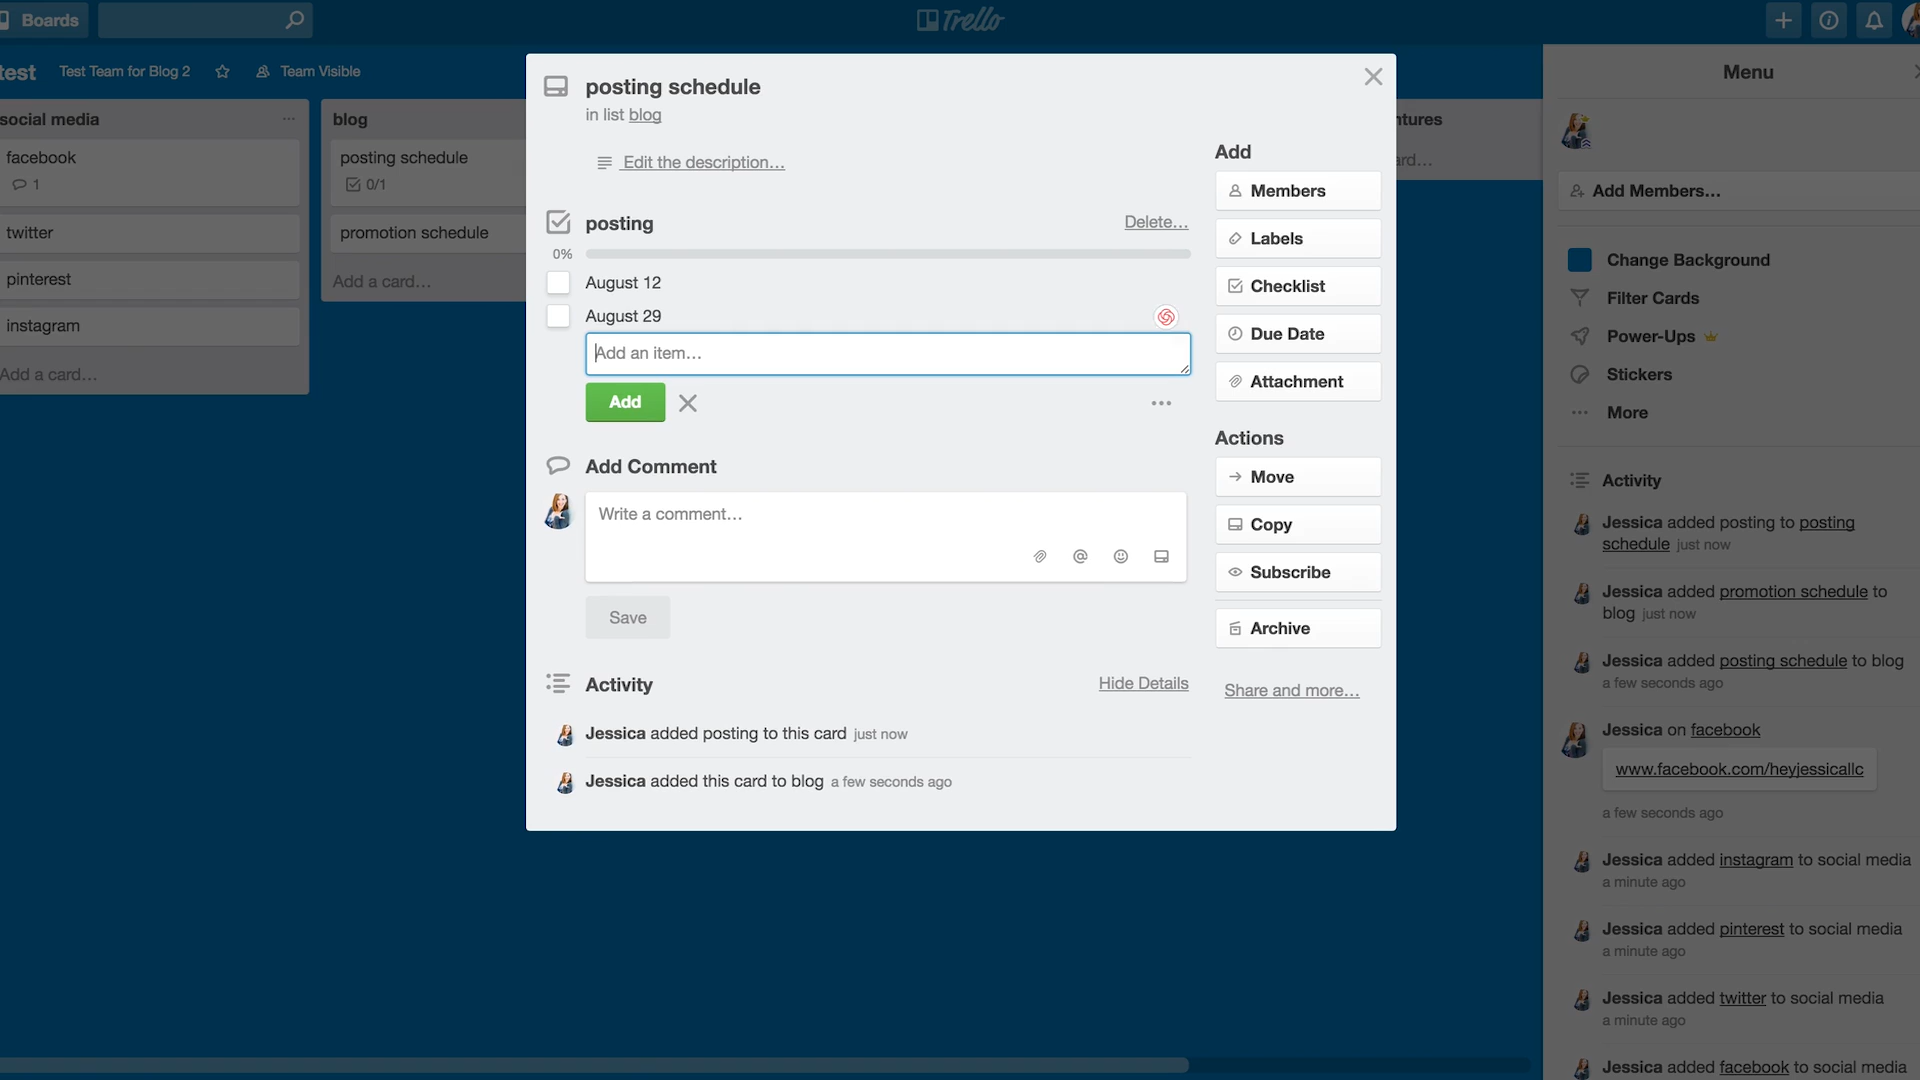 Boards
Trello
test
Test Team for Blog 2
Team Visible
social media
facebook
1
twitter
pinterest
instagram
Add a card…
blog
posting schedule
0/1
promotion schedule
Add a card…
posting schedule
in list blog
Edit the description…
posting
Delete…
0%
August 12
August 29
Add an item…
Add
Add Comment
Write a comment…
Save
Activity
Hide Details
Jessica added posting to this card just now
Jessica added this card to blog a few seconds ago
Add
Members
Labels
Checklist
Due Date
Attachment
Actions
Move
Copy
Subscribe
Archive
Share and more…
Menu
Add Members…
Change Background
Filter Cards
Power-Ups
Stickers
More
Activity
Jessica added posting to posting
schedule just now
Jessica added promotion schedule to
blog just now
Jessica added posting schedule to blog
a few seconds ago
Jessica on facebook
www.facebook.com/heyjessicallc
a few seconds ago
Jessica added instagram to social media
a minute ago
Jessica added pinterest to social media
a minute ago
Jessica added twitter to social media
a minute ago
Jessica added facebook to social media